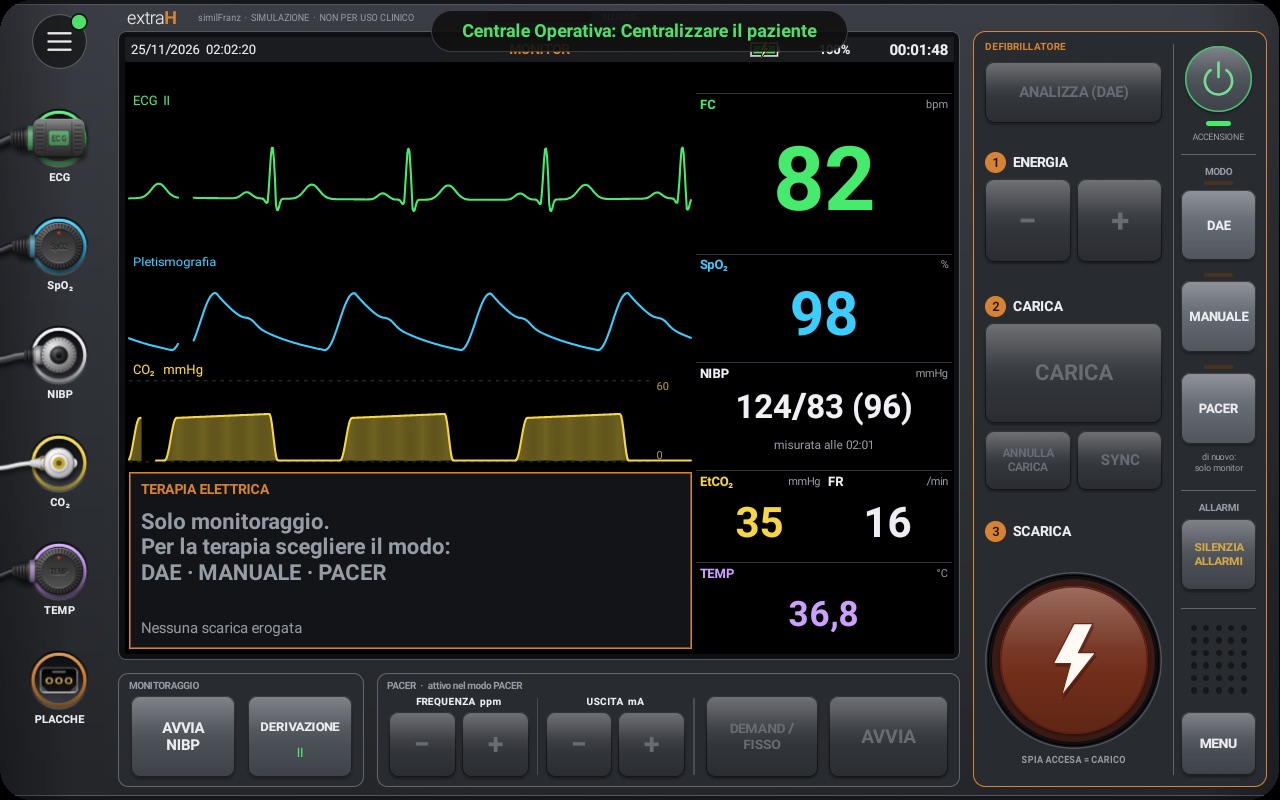 extraH
similFranz · SIMULAZIONE · NON PER USO CLINICO
Centrale Operativa: Centralizzare il paziente
25/11/2026 02:02:20
MONITOR
100%
00:01:48
ECG
ECG
SpO₂
SpO₂
NIBP
CO₂
TEMP
TEMP
PLACCHE
ECG II
Pletismografia
CO₂ mmHg
60
0
FC bpm
82
SpO₂ %
98
NIBP mmHg
124/83 (96)
misurata alle 02:01
EtCO₂ mmHg FR /min
35 16
TEMP °C
36,8
TERAPIA ELETTRICA
Solo monitoraggio.
Per la terapia scegliere il modo:
DAE · MANUALE · PACER
Nessuna scarica erogata
MONITORAGGIO
AVVIA
NIBP
DERIVAZIONE
II
PACER · attivo nel modo PACER
FREQUENZA ppm
− +
USCITA mA
− +
DEMAND /
FISSO
AVVIA
DEFIBRILLATORE
ANALIZZA (DAE)
1 ENERGIA
− +
2 CARICA
CARICA
ANNULLA
CARICA
SYNC
3 SCARICA
SPIA ACCESA = CARICO
ACCENSIONE
MODO
DAE
MANUALE
PACER
di nuovo:
solo monitor
ALLARMI
SILENZIA
ALLARMI
MENU